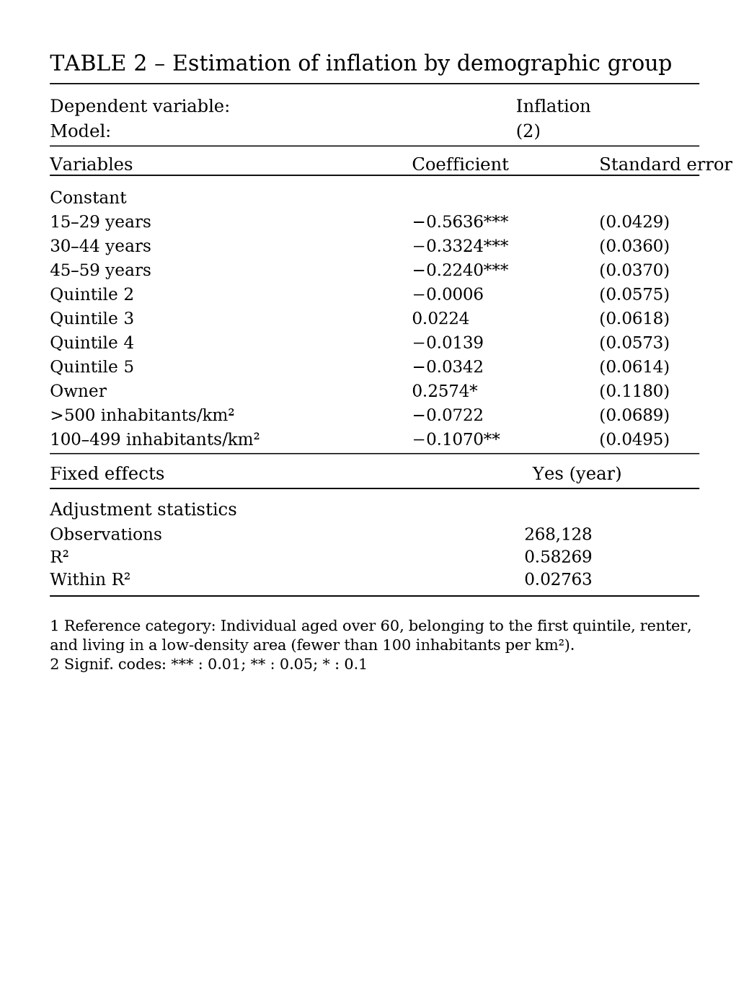 TABLE 2 – Estimation of inflation by demographic group
Dependent variable: Inflation
Model: (2)
Variables Coefficient Standard error
Constant
15–29 years −0.5636*** (0.0429)
30–44 years −0.3324*** (0.0360)
45–59 years −0.2240*** (0.0370)
Quintile 2 −0.0006 (0.0575)
Quintile 3 0.0224 (0.0618)
Quintile 4 −0.0139 (0.0573)
Quintile 5 −0.0342 (0.0614)
Owner 0.2574* (0.1180)
>500 inhabitants/km² −0.0722 (0.0689)
100–499 inhabitants/km² −0.1070** (0.0495)
Fixed effects Yes (year)
Adjustment statistics
Observations 268,128
R² 0.58269
Within R² 0.02763
1 Reference category: Individual aged over 60, belonging to the first quintile, renter,
and living in a low-density area (fewer than 100 inhabitants per km²).
2 Signif. codes: *** : 0.01; ** : 0.05; * : 0.1